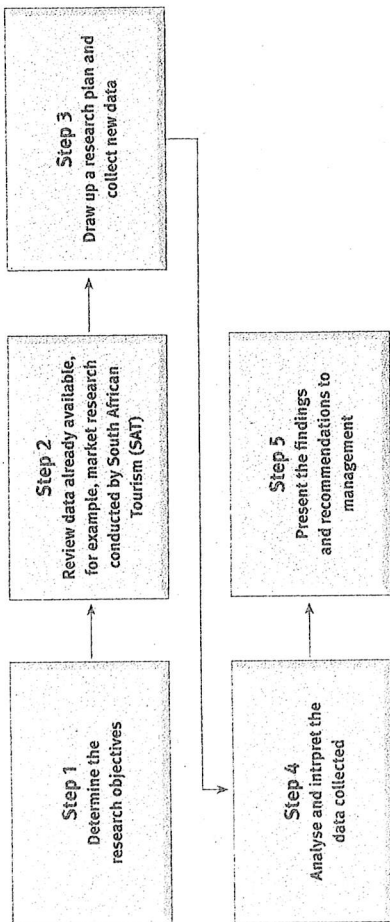 Step 1
Determine the
research objectives
Step 2
Review data already available,
for example, market research
conducted by South African
Tourism (SAT)
Step 3
Draw up a research plan and
collect new data
Step 4
Analyse and intrpret the
data collected
Step 5
Present the findings
and recommendations to
management